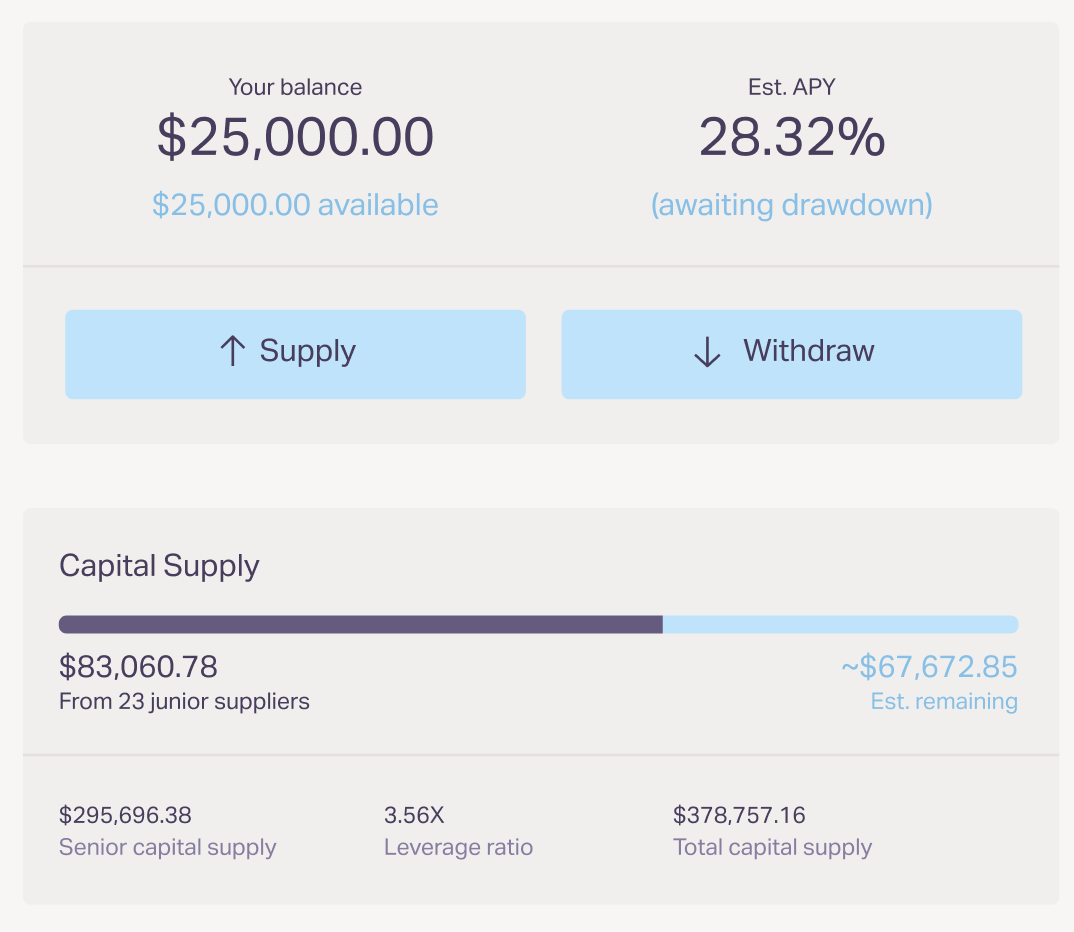 Your balance
$25,000.00
$25,000.00 available
Est. APY
28.32%
(awaiting drawdown)
↑ Supply
↓ Withdraw
Capital Supply
$83,060.78
From 23 junior suppliers
~$67,672.85
Est. remaining
$295,696.38
Senior capital supply
3.56X
Leverage ratio
$378,757.16
Total capital supply